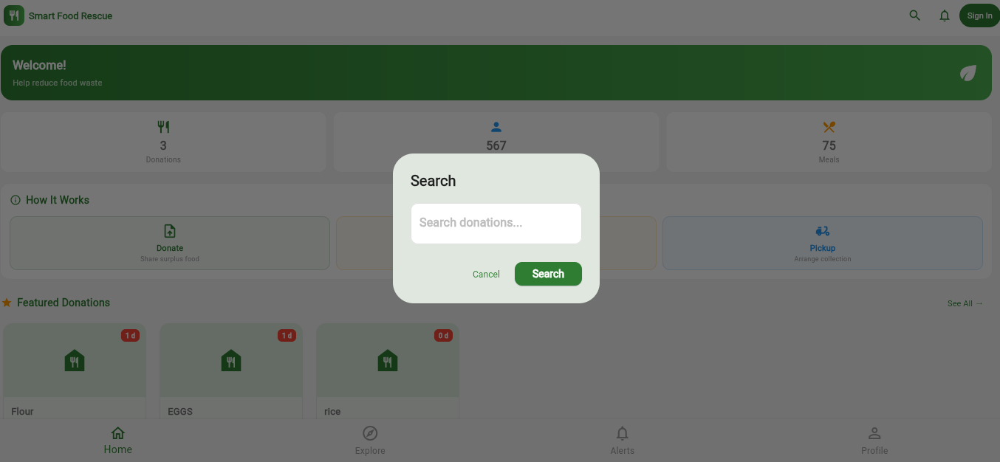 Smart Food Rescue
Sign In
Welcome!
Help reduce food waste
3
Donations
567
75
Meals
How It Works
Donate
Share surplus food
Pickup
Arrange collection
Search
Search donations...
Cancel
Search
Featured Donations
See All →
1 d
1 d
0 d
Flour
EGGS
rice
Home
Explore
Alerts
Profile